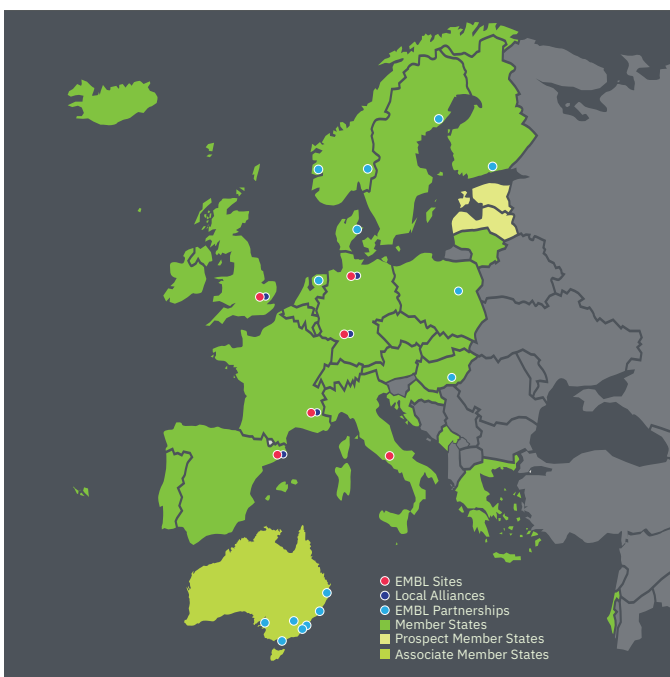 EMBL Sites
Local Alliances
EMBL Partnerships
Member States
Prospect Member States
Associate Member States